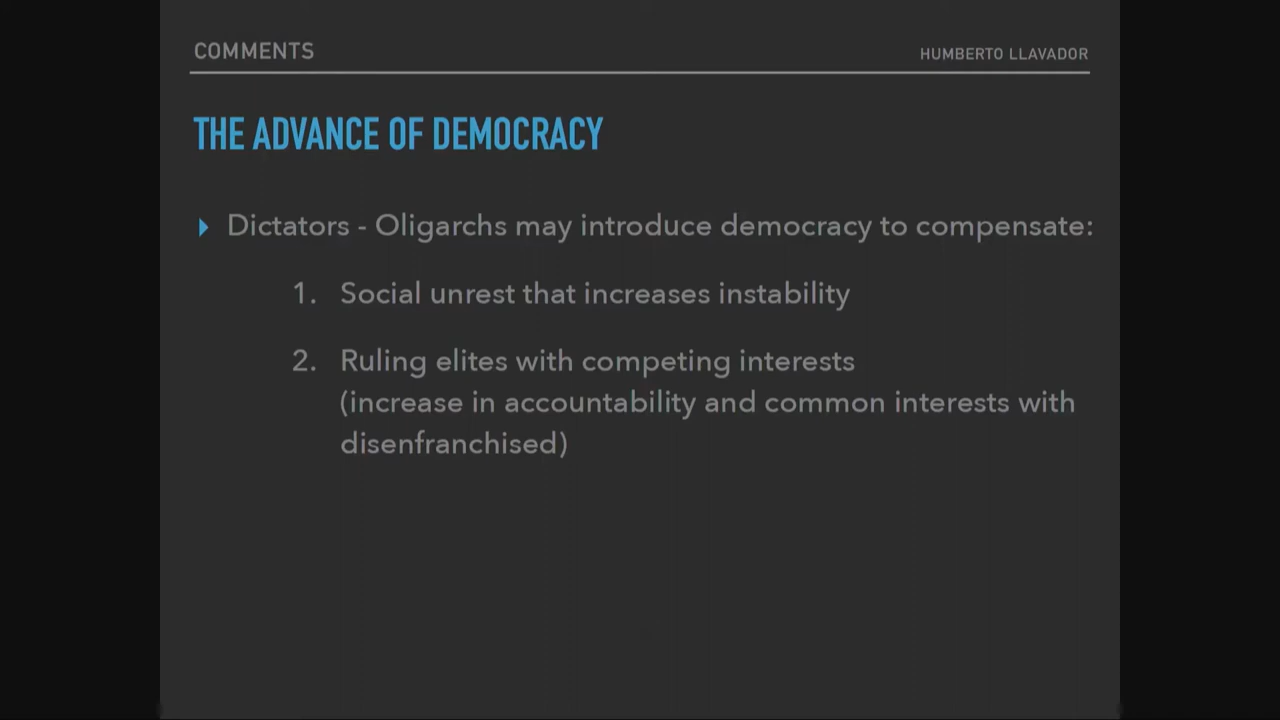 COMMENTS
HUMBERTO LLAVADOR
THE ADVANCE OF DEMOCRACY
Dictators - Oligarchs may introduce democracy to compensate:
1. Social unrest that increases instability
2. Ruling elites with competing interests
(increase in accountability and common interests with
disenfranchised)